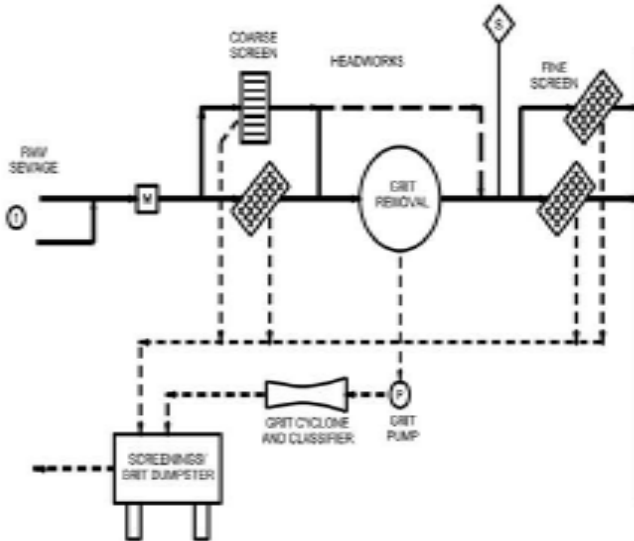 S
COARSE
SCREEN
HEADWORKS
FINE
SCREEN
RAW
SEWAGE
M
GRIT
REMOVAL
1
P
GRIT CYCLONE
AND CLASSIFIER
GRIT
PUMP
SCREENINGS/
GRIT DUMPSTER